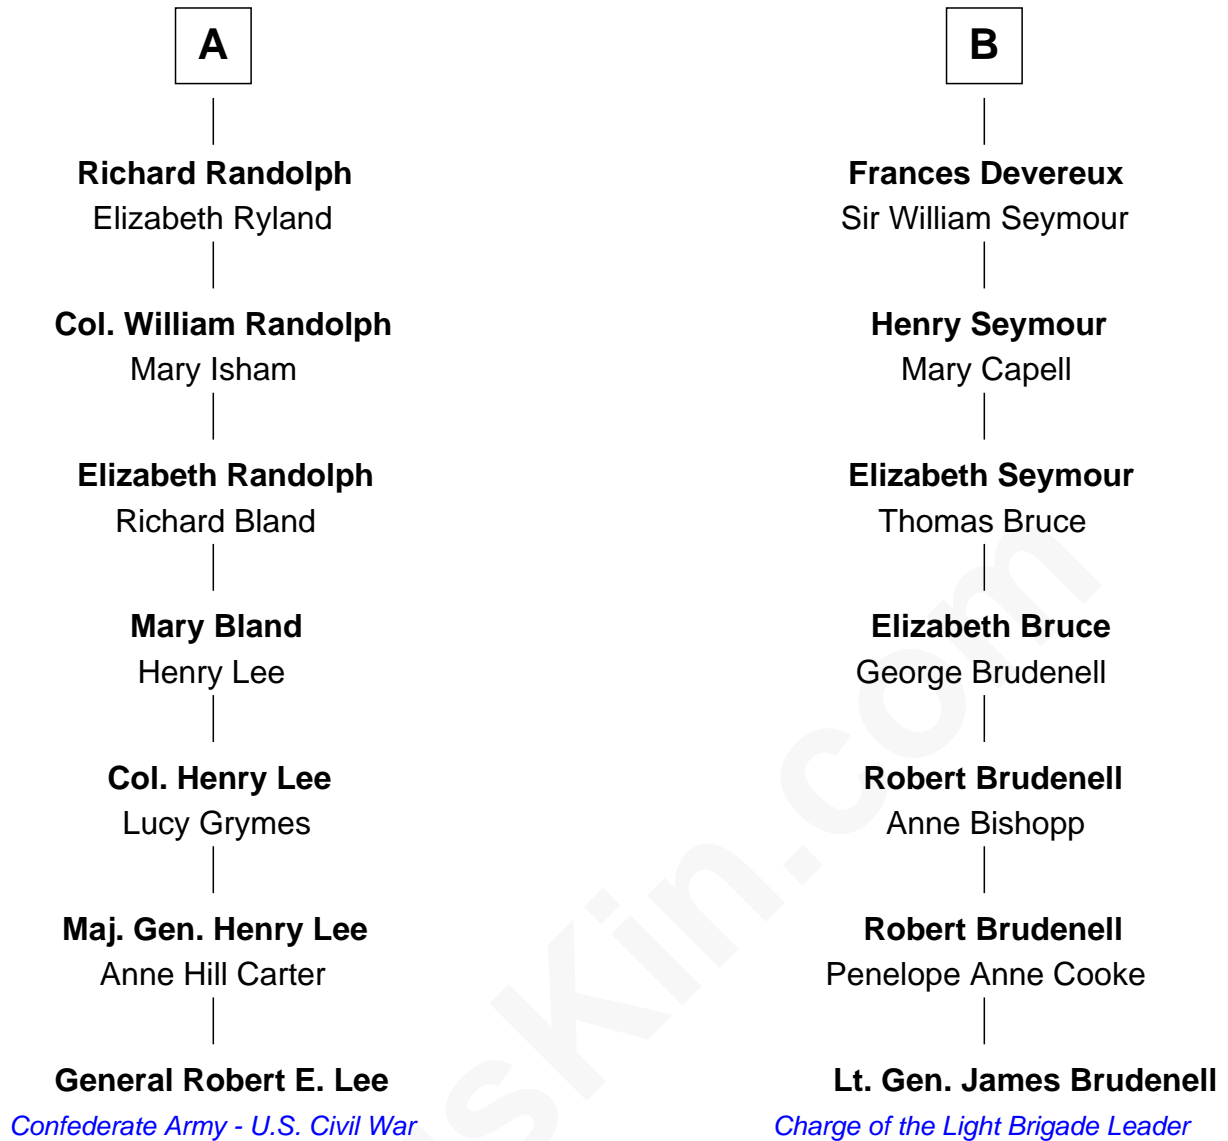 A
Richard Randolph
Elizabeth Ryland
Col. William Randolph
Mary Isham
Elizabeth Randolph
Richard Bland
Mary Bland
Henry Lee
Col. Henry Lee
Lucy Grymes
Maj. Gen. Henry Lee
Anne Hill Carter
General Robert E. Lee
Confederate Army - U.S. Civil War
B
Frances Devereux
Sir William Seymour
Henry Seymour
Mary Capell
Elizabeth Seymour
Thomas Bruce
Elizabeth Bruce
George Brudenell
Robert Brudenell
Anne Bishopp
Robert Brudenell
Penelope Anne Cooke
Lt. Gen. James Brudenell
Charge of the Light Brigade Leader
sKin.com